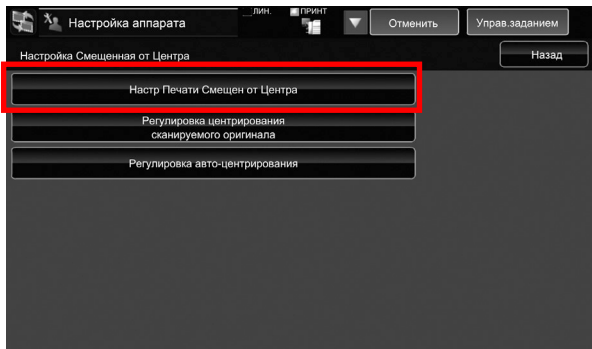 Настройка аппарата
ЛИН.
ПРИНТ
Отменить
Управ.заданием
Настройка Смещенная от Центра
Назад
Настр Печати Смещен от Центра
Регулировка центрирования
сканируемого оригинала
Регулировка авто-центрирования